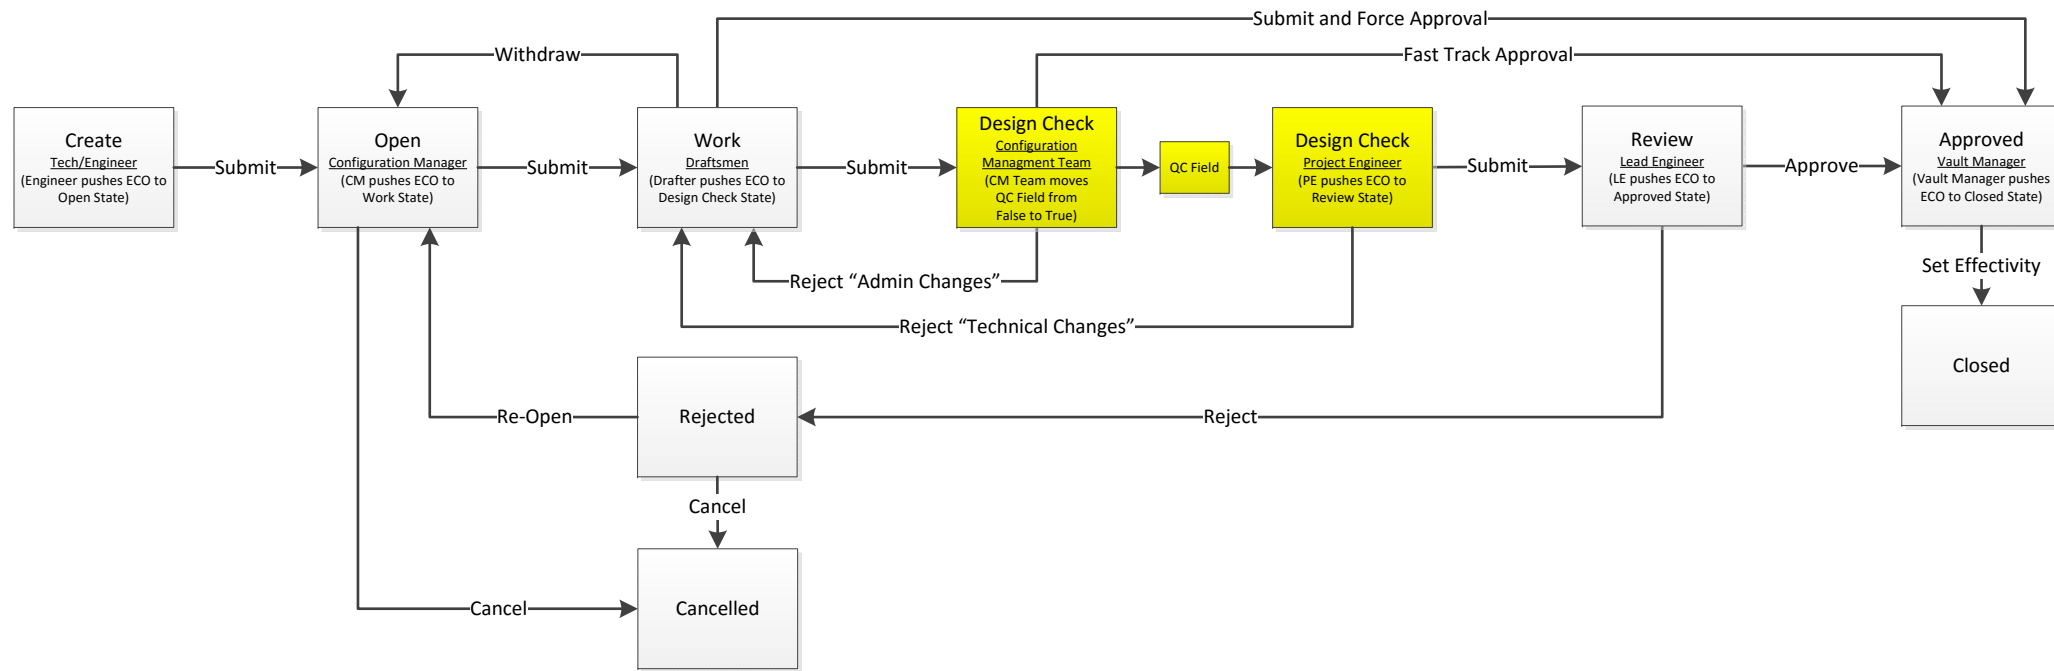 Submit and Force Approval
Withdraw
Fast Track Approval
Create
Tech/Engineer
(Engineer pushes ECO to
Open State)
Submit
Open
Configuration Manager
(CM pushes ECO to
Work State)
Submit
Work
Draftsmen
(Drafter pushes ECO to
Design Check State)
Submit
Design Check
Configuration
Managment Team
(CM Team moves
QC Field from
False to True)
QC Field
Design Check
Project Engineer
(PE pushes ECO to
Review State)
Submit
Review
Lead Engineer
(LE pushes ECO to
Approved State)
Approve
Approved
Vault Manager
(Vault Manager pushes
ECO to Closed State)
Reject “Admin Changes”
Set Effectivity
Reject “Technical Changes”
Closed
Re-Open
Rejected
Reject
Cancel
Cancel
Cancelled